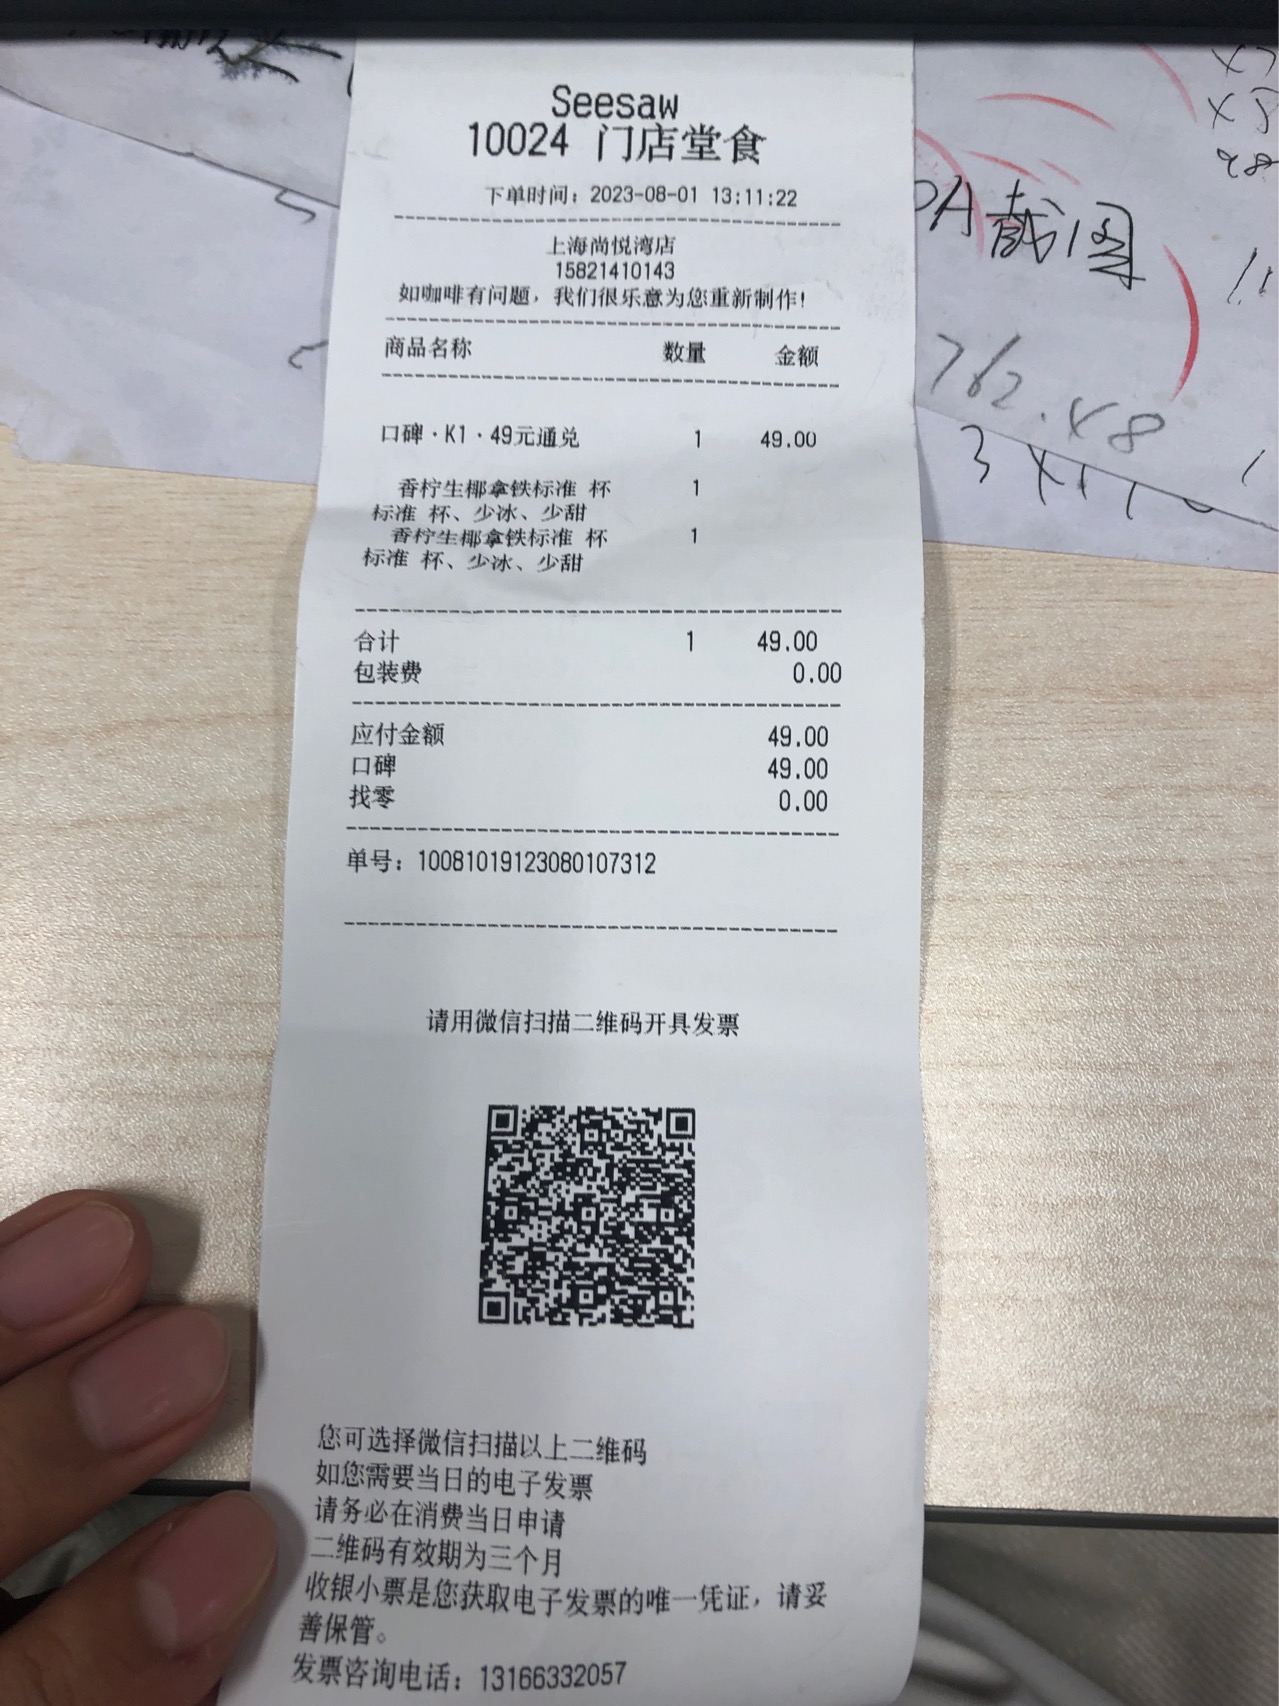 Seesaw
10024 门店堂食
下单时间：2023-08-01 13:11:22
上海尚悦湾店
15821410143
如咖啡有问题，我们很乐意为您重新制作！
商品名称 数量 金额
口碑·K1·49元通兑 1 49.00
香柠生椰拿铁标准 杯 1
标准 杯、少冰、少甜
香柠生椰拿铁标准 杯 1
标准 杯、少冰、少甜
合计 1 49.00
包装费 0.00
应付金额 49.00
口碑 49.00
找零 0.00
单号：10081019123080107312
请用微信扫描二维码开具发票
您可选择微信扫描以上二维码
如您需要当日的电子发票
请务必在消费当日申请
二维码有效期为三个月
收银小票是您获取电子发票的唯一凭证，请妥
善保管。
发票咨询电话：13166332057
截图